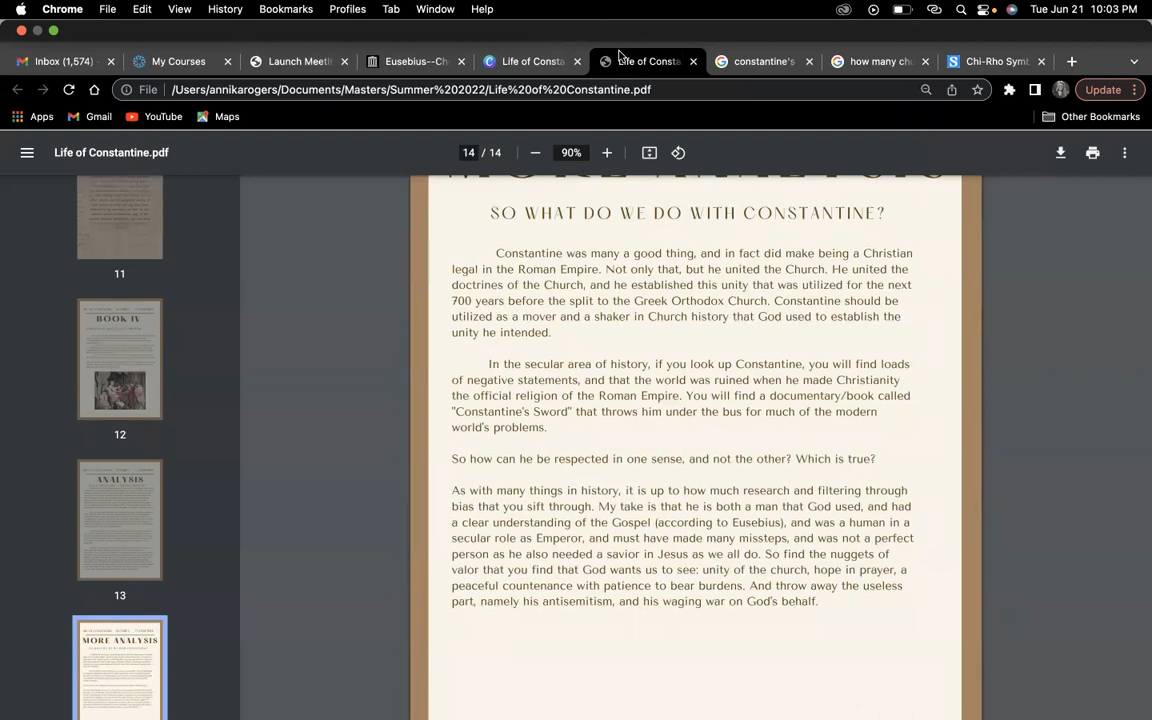 Chrome File Edit View History Bookmarks Profiles Tab Window Help Tue Jun 21 10:03 PM
Inbox (1,574) My Courses Launch Meeti Eusebius--Ch Life of Consta Life of Consta constantine's how many chu Chi-Rho Symb
File /Users/annikarogers/Documents/Masters/Summer%202022/Life%20of%20Constantine.pdf Update
Apps Gmail YouTube Maps Other Bookmarks
Life of Constantine.pdf 14 / 14 90%
11
BOOK IV
12
ANALYSIS
13
MORE ANALYSIS
MORE ANALYSIS
SO WHAT DO WE DO WITH CONSTANTINE?
Constantine was many a good thing, and in fact did make being a Christian
legal in the Roman Empire. Not only that, but he united the Church. He united the
doctrines of the Church, and he established this unity that was utilized for the next
700 years before the split to the Greek Orthodox Church. Constantine should be
utilized as a mover and a shaker in Church history that God used to establish the
unity he intended.
In the secular area of history, if you look up Constantine, you will find loads
of negative statements, and that the world was ruined when he made Christianity
the official religion of the Roman Empire. You will find a documentary/book called
"Constantine's Sword" that throws him under the bus for much of the modern
world's problems.
So how can he be respected in one sense, and not the other? Which is true?
As with many things in history, it is up to how much research and filtering through
bias that you sift through. My take is that he is both a man that God used, and had
a clear understanding of the Gospel (according to Eusebius), and was a human in a
secular role as Emperor, and must have made many missteps, and was not a perfect
person as he also needed a savior in Jesus as we all do. So find the nuggets of
valor that you find that God wants us to see: unity of the church, hope in prayer, a
peaceful countenance with patience to bear burdens. And throw away the useless
part, namely his antisemitism, and his waging war on God's behalf.